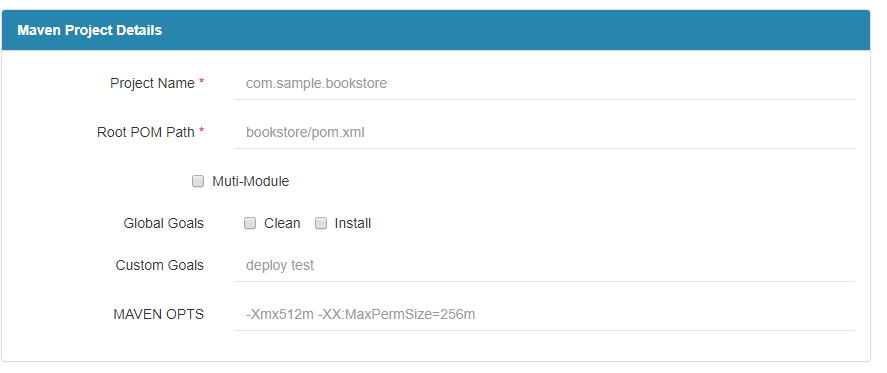 Maven Project Details
Project Name * com.sample.bookstore
Root POM Path * bookstore/pom.xml
Muti-Module
Global Goals Clean Install
Custom Goals deploy test
MAVEN OPTS -Xmx512m -XX:MaxPermSize=256m